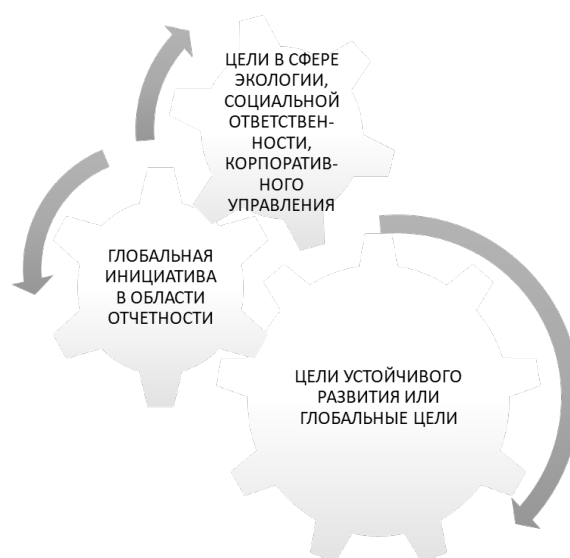 ЦЕЛИ В СФЕРЕ
ЭКОЛОГИИ,
СОЦИАЛЬНОЙ
ОТВЕТСТВЕН-
НОСТИ,
КОРПОРАТИВ-
НОГО
УПРАВЛЕНИЯ
ГЛОБАЛЬНАЯ
ИНИЦИАТИВА
В ОБЛАСТИ
ОТЧЕТНОСТИ
ЦЕЛИ УСТОЙЧИВОГО
РАЗВИТИЯ ИЛИ
ГЛОБАЛЬНЫЕ ЦЕЛИ